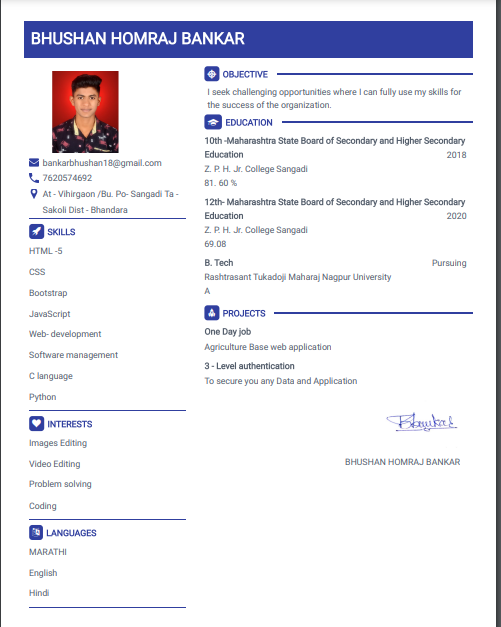 BHUSHAN HOMRAJ BANKAR
bankarbhushan18@gmail.com
7620574692
At - Vihirgaon /Bu. Po- Sangadi Ta -
Sakoli Dist - Bhandara
SKILLS
HTML -5
CSS
Bootstrap
JavaScript
Web- development
Software management
C language
Python
INTERESTS
Images Editing
Video Editing
Problem solving
Coding
LANGUAGES
MARATHI
English
Hindi
OBJECTIVE
I seek challenging opportunities where I can fully use my skills for
the success of the organization.
EDUCATION
10th -Maharashtra State Board of Secondary and Higher Secondary
Education 2018
Z. P. H. Jr. College Sangadi
81. 60 %
12th- Maharashtra State Board of Secondary and Higher Secondary
Education 2020
Z. P. H. Jr. College Sangadi
69.08
B. Tech Pursuing
Rashtrasant Tukadoji Maharaj Nagpur University
A
PROJECTS
One Day job
Agriculture Base web application
3 - Level authentication
To secure you any Data and Application
BHUSHAN HOMRAJ BANKAR